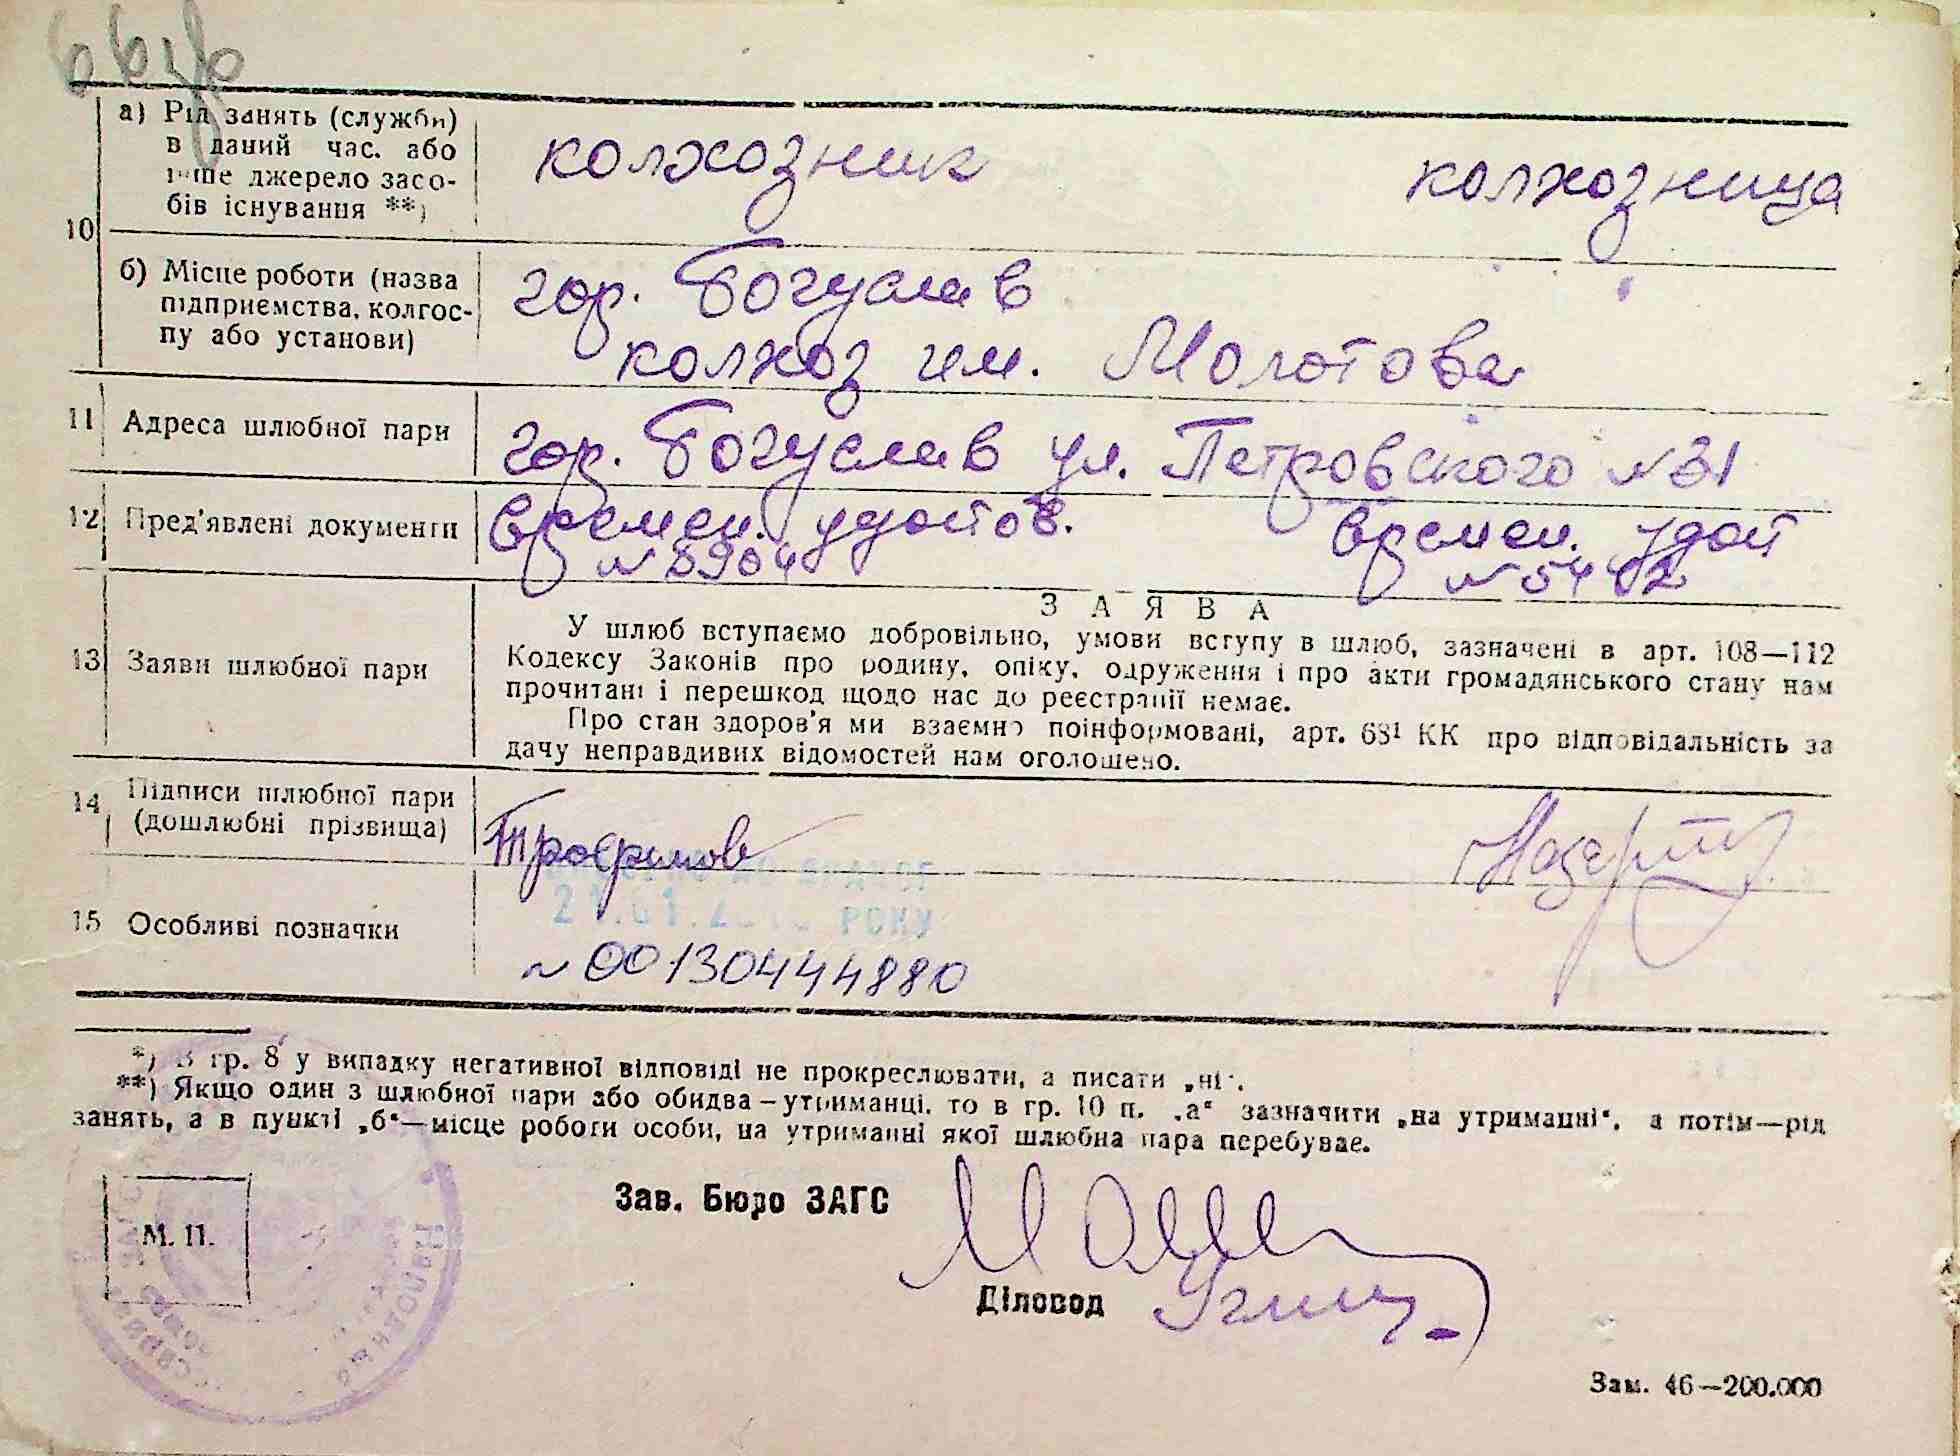 10
а) Рід занять (служби)
в даний час. або
інше джерело засо-
бів існування **)
колхозник
колхозница
б) Місце роботи (назва
підприємства, колгос-
пу або установи)
гор. Богуслав
колхоз им. Молотова
11 Адреса шлюбної пари
гор. Богуслав ул. Петровского №31
12 Пред'явлені документи
времен. удостов.
№ 5904
времен. удост
13 Заяви шлюбної пари
ЗАЯВА
У шлюб вступаємо добровільно, умови вступу в шлюб, зазначені в арт. 108—112
Кодексу Законів про родину, опіку, одруження і про акти громадянського стану нам
прочитані і перешкод щодо нас до реєстрації немає.
Про стан здоров'я ми взаємно поінформовані, арт. 68¹ КК про відповідальність за
дачу неправдивих відомостей нам оголошено.
14 Підписи шлюбної пари
(дошлюбні прізвища)
Трофимов
РОКУ
15 Особливі позначки
№ 00130444880
*) В гр. 8 у випадку негативної відповіді не прокреслювати, а писати „ні".
**) Якщо один з шлюбної пари або обидва – утриманці. то в гр. 10 п. „а" зазначити „на утриманні", а потім—рід
занять, а в пункті „б"—місце роботи особи, на утриманні якої шлюбна пара перебуває.
М. П.
Зав. Бюро ЗАГС
Діловод
Зам. 46—200.000